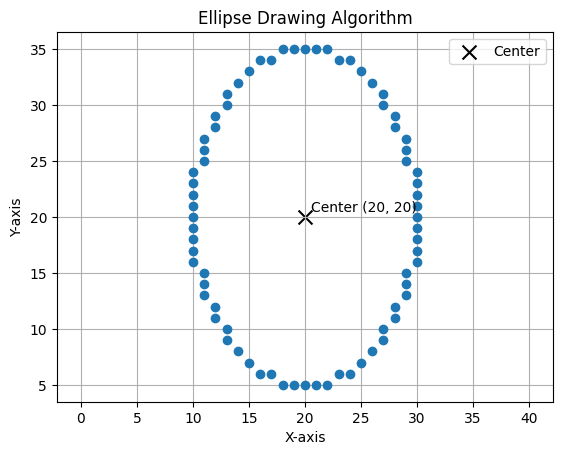 Ellipse Drawing Algorithm
Center
Center (20, 20)
Y-axis
35
30
25
20
15
10
5
0 5 10 15 20 25 30 35 40
X-axis